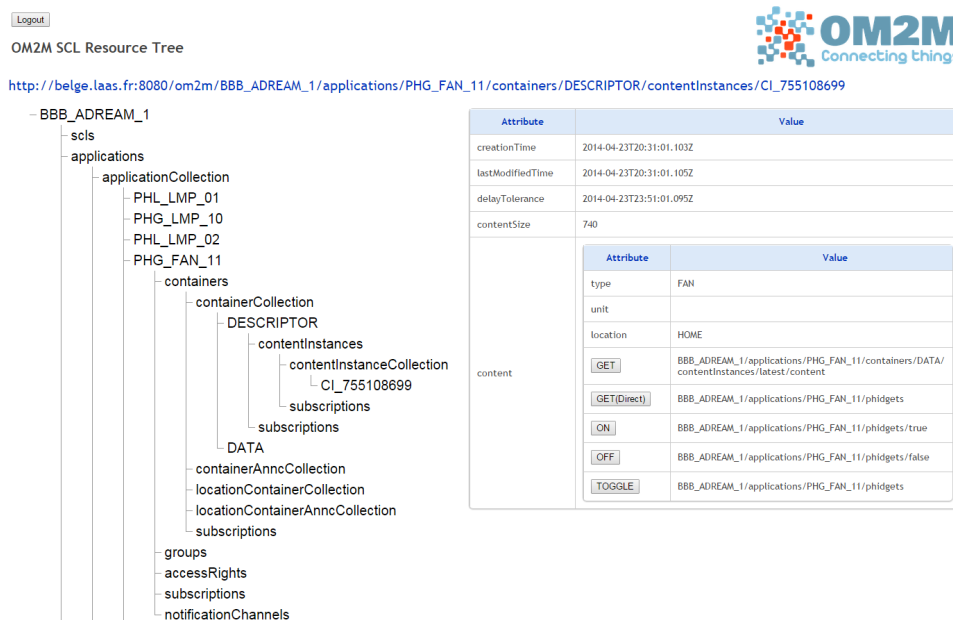 Logout
OM2M
Connecting things
OM2M SCL Resource Tree
http://belge.laas.fr:8080/om2m/BBB_ADREAM_1/applications/PHG_FAN_11/containers/DESCRIPTOR/contentInstances/CI_755108699
BBB_ADREAM_1
scls
applications
applicationCollection
PHL_LMP_01
PHG_LMP_10
PHL_LMP_02
PHG_FAN_11
containers
containerCollection
DESCRIPTOR
contentInstances
contentInstanceCollection
CI_755108699
subscriptions
subscriptions
DATA
containerAnncCollection
locationContainerCollection
locationContainerAnncCollection
subscriptions
groups
accessRights
subscriptions
notificationChannels
Attribute Value
creationTime 2014-04-23T20:31:01.103Z
lastModifiedTime 2014-04-23T20:31:01.105Z
delayTolerance 2014-04-23T23:51:01.095Z
contentSize 740
content
Attribute Value
type FAN
unit
location HOME
GET BBB_ADREAM_1/applications/PHG_FAN_11/containers/DATA/
contentInstances/latest/content
GET(Direct) BBB_ADREAM_1/applications/PHG_FAN_11/phidgets
ON BBB_ADREAM_1/applications/PHG_FAN_11/phidgets/true
OFF BBB_ADREAM_1/applications/PHG_FAN_11/phidgets/false
TOGGLE BBB_ADREAM_1/applications/PHG_FAN_11/phidgets